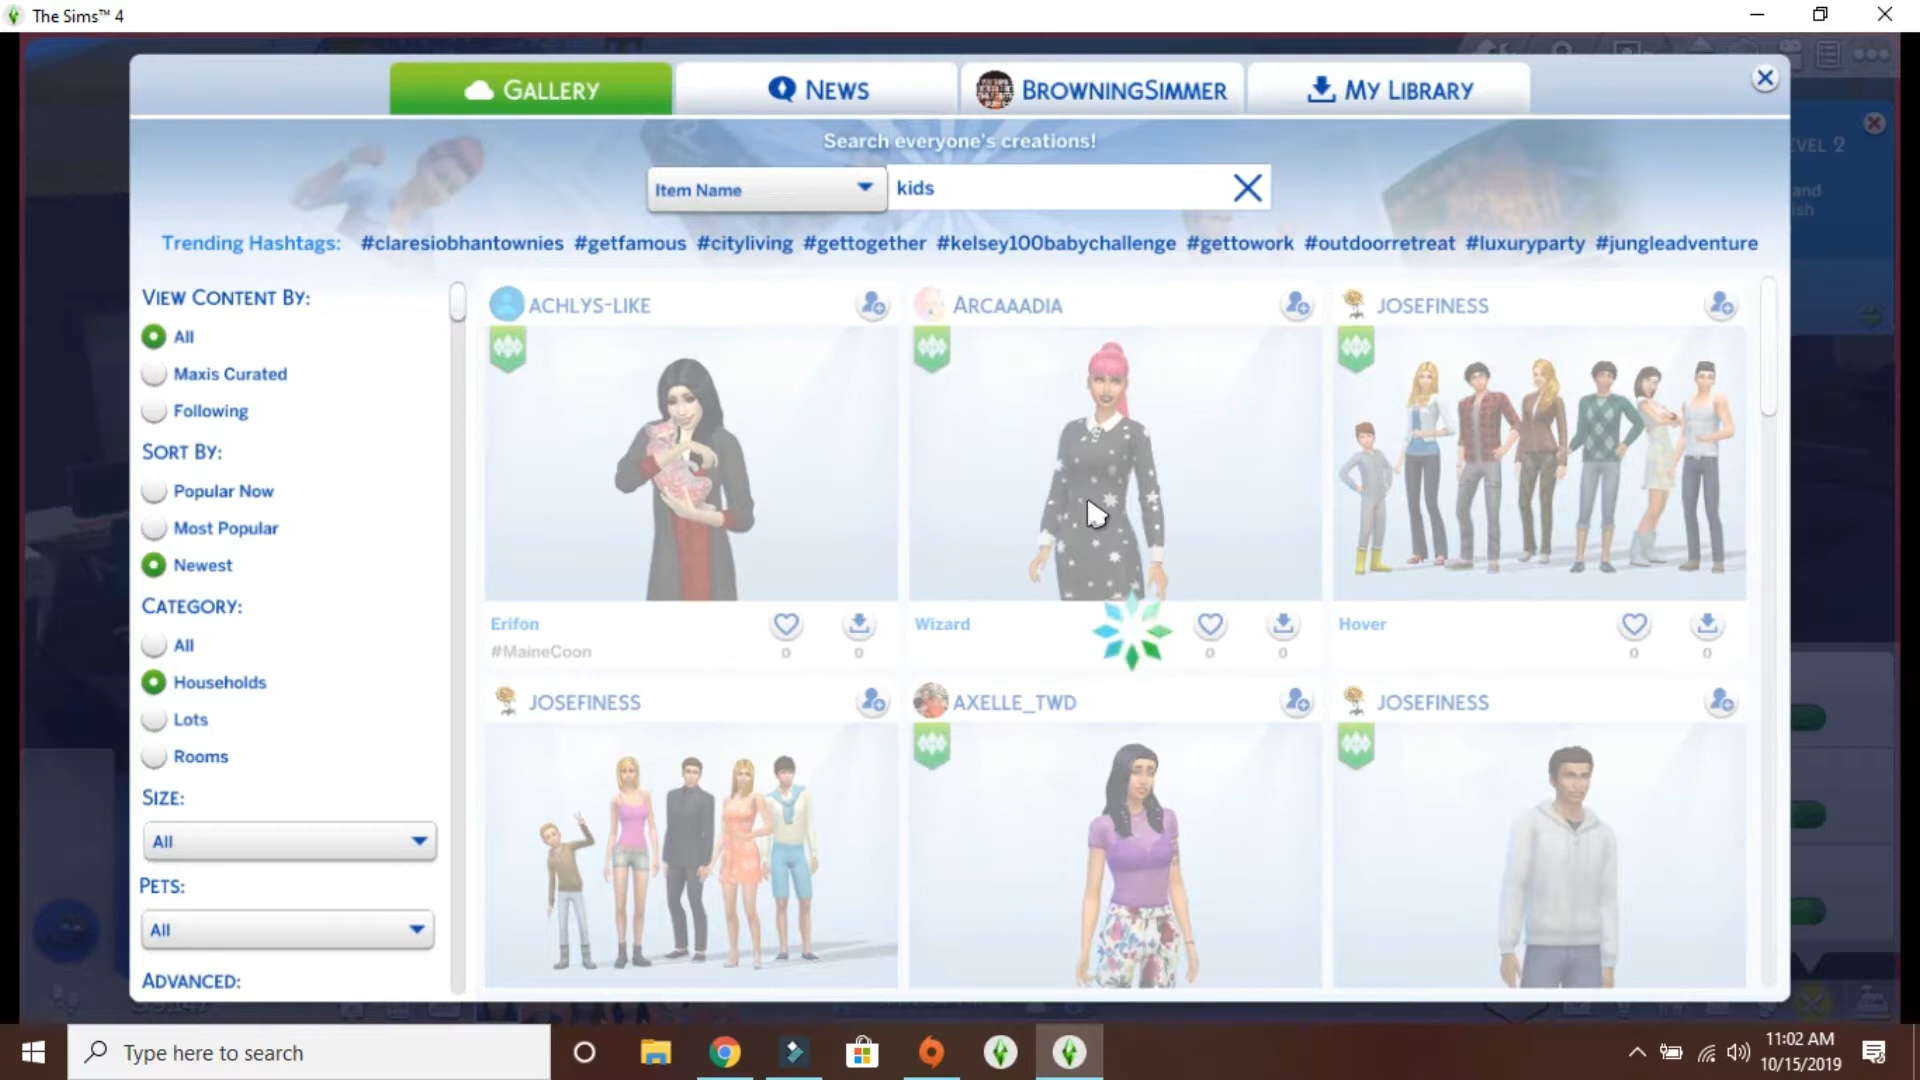 The Sims™ 4
GALLERY
NEWS
BROWNINGSIMMER
MY LIBRARY
Search everyone's creations!
Item Name
kids
Trending Hashtags: #claresiobhantownies #getfamous #cityliving #gettogether #kelsey100babychallenge #gettowork #outdoorretreat #luxuryparty #jungleadventure
VIEW CONTENT BY:
All
Maxis Curated
Following
SORT BY:
Popular Now
Most Popular
Newest
CATEGORY:
All
Households
Lots
Rooms
SIZE:
All
PETS:
All
ADVANCED:
ACHLYS-LIKE
Erifon
#MaineCoon
0
0
ARCAAADIA
Wizard
0
0
JOSEFINESS
Hover
0
0
JOSEFINESS
AXELLE_TWD
JOSEFINESS
Type here to search
11:02 AM
10/15/2019